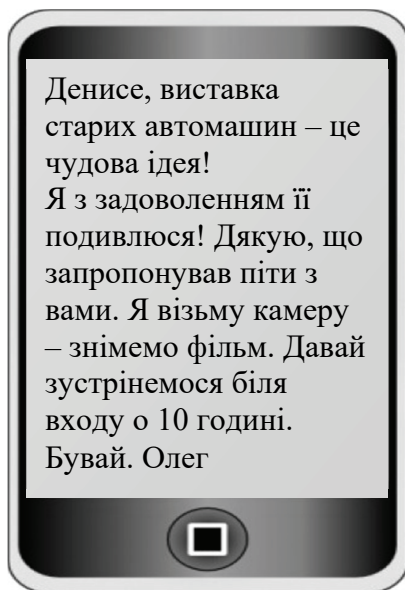 Денисе, виставка
старих автомашин – це
чудова ідея!
Я з задоволенням її
подивлюся! Дякую, що
запропонував піти з
вами. Я візьму камеру
– знімемо фільм. Давай
зустрінемося біля
входу о 10 годині.
Бувай. Олег